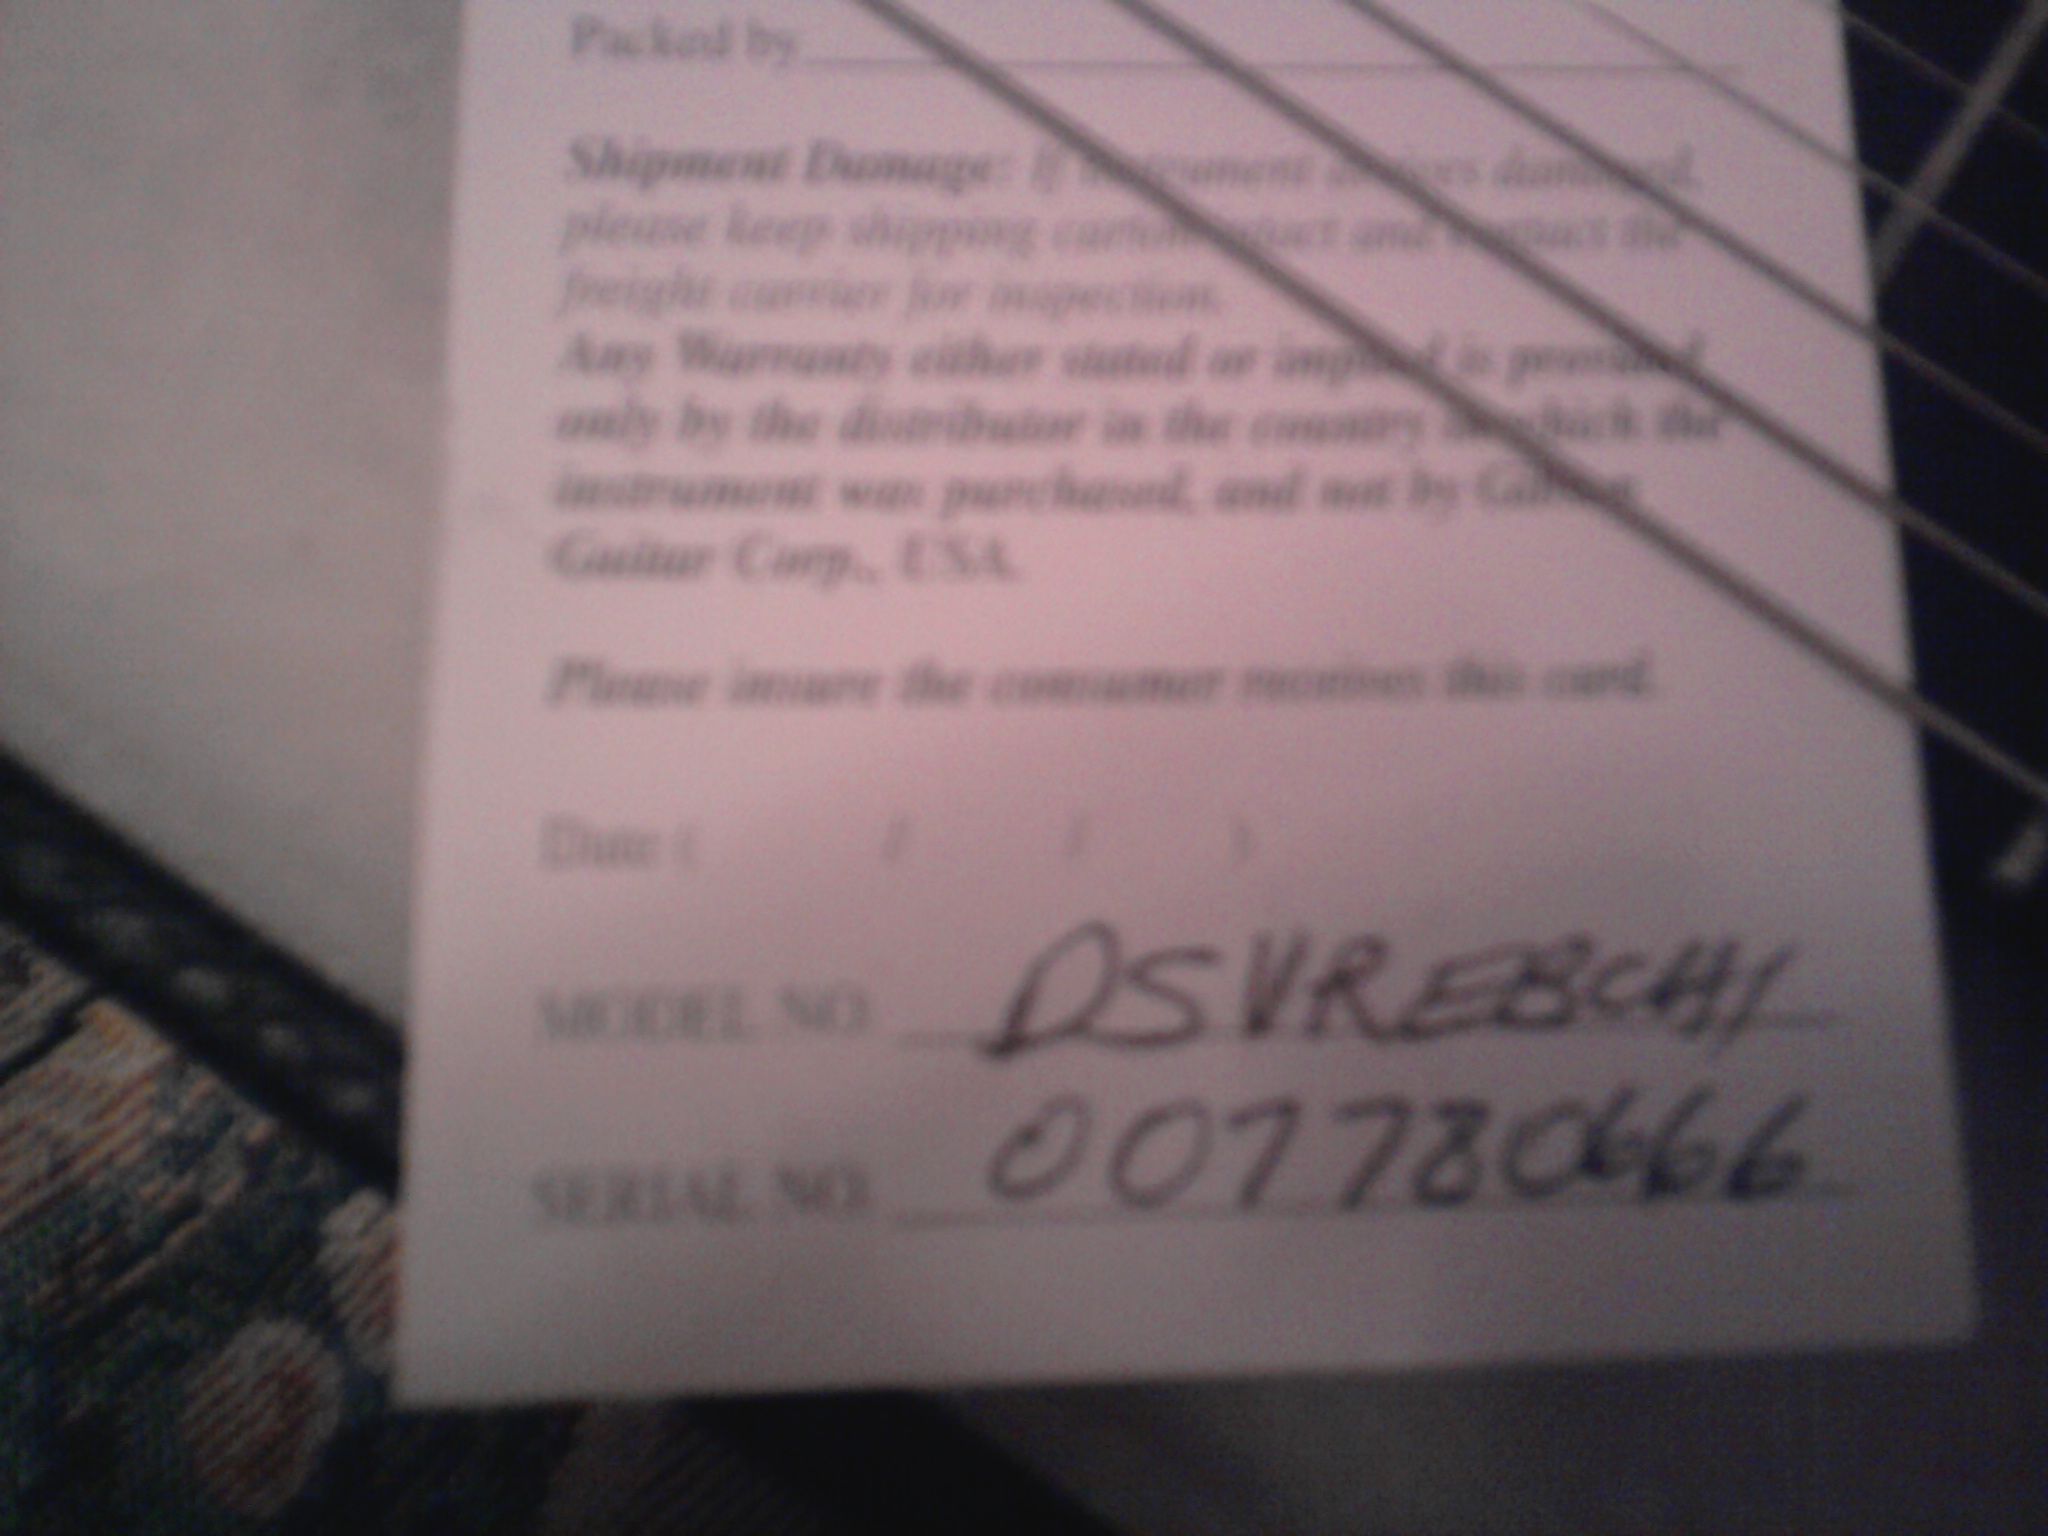 Packed by
Shipment Damage: If instrument arrives damaged,
please keep shipping carton intact and contact the
freight carrier for inspection.
Any Warranty either stated or implied is provided
only by the distributor in the country in which the
instrument was purchased, and not by Gibson
Guitar Corp., USA.
Please insure the consumer receives this card.
Date ( / / )
MODEL NO. DSVREBCH1
SERIAL NO. 007780666